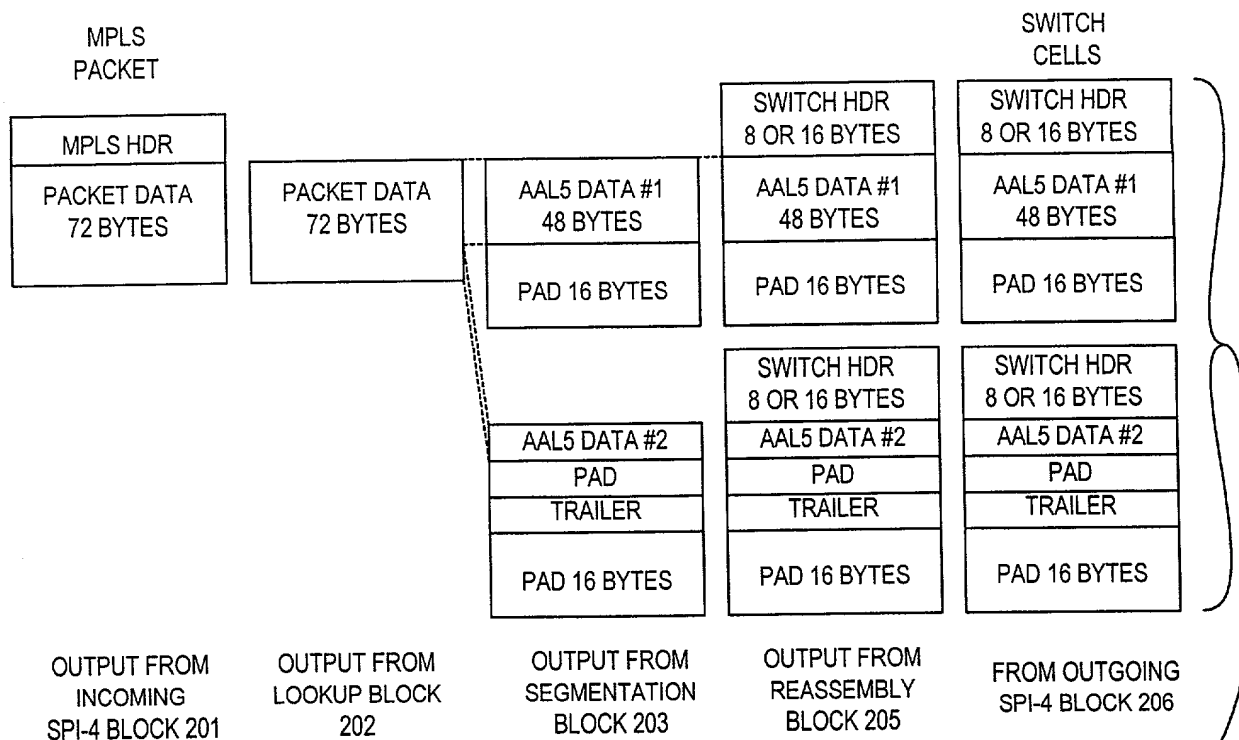 MPLS
PACKET
MPLS HDR
PACKET DATA
72 BYTES
OUTPUT FROM
INCOMING
SPI-4 BLOCK 201
PACKET DATA
72 BYTES
OUTPUT FROM
LOOKUP BLOCK
202
AAL5 DATA #1
48 BYTES
PAD 16 BYTES
AAL5 DATA #2
PAD
TRAILER
PAD 16 BYTES
OUTPUT FROM
SEGMENTATION
BLOCK 203
SWITCH HDR
8 OR 16 BYTES
AAL5 DATA #1
48 BYTES
PAD 16 BYTES
SWITCH HDR
8 OR 16 BYTES
AAL5 DATA #2
PAD
TRAILER
PAD 16 BYTES
OUTPUT FROM
REASSEMBLY
BLOCK 205
SWITCH
CELLS
SWITCH HDR
8 OR 16 BYTES
AAL5 DATA #1
48 BYTES
PAD 16 BYTES
SWITCH HDR
8 OR 16 BYTES
AAL5 DATA #2
PAD
TRAILER
PAD 16 BYTES
FROM OUTGOING
SPI-4 BLOCK 206